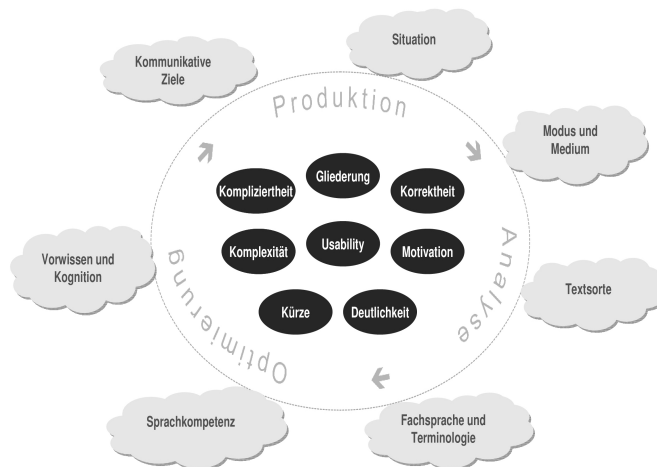 Situation
Kommunikative
Ziele
Produktion
Modus und
Medium
Gliederung
Kompliziertheit
Korrektheit
Usability
Komplexität
Motivation
Analyse
Optimierung
Vorwissen und
Kognition
Textsorte
Kürze
Deutlichkeit
Sprachkompetenz
Fachsprache und
Terminologie